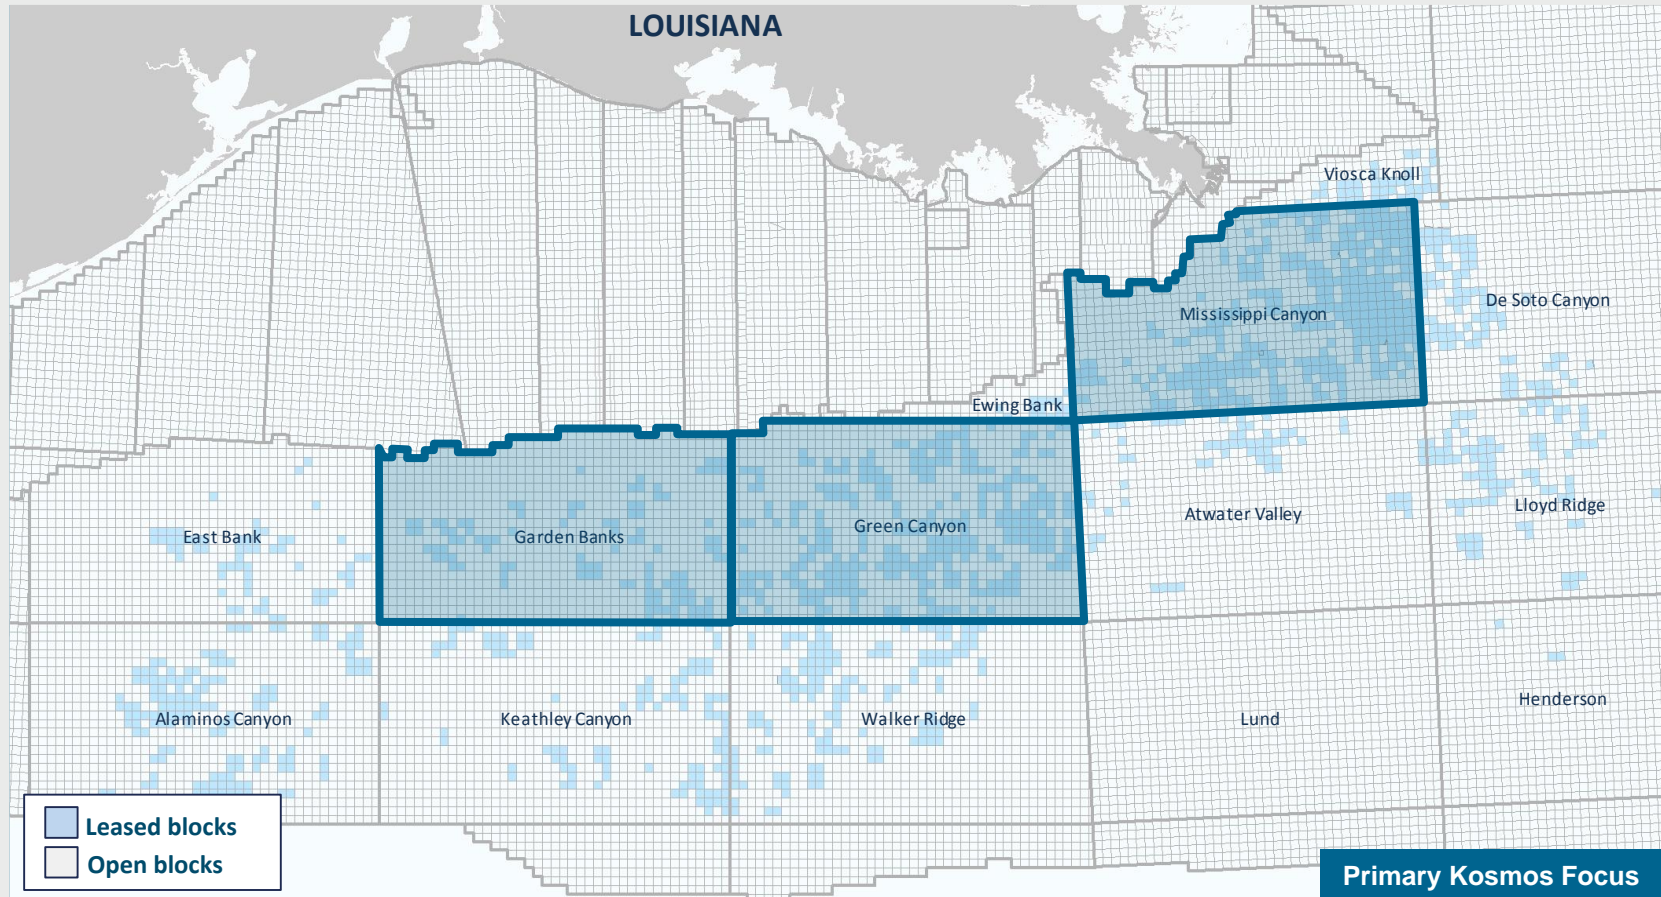 LOUISIANA
Viosca Knoll
De Soto Canyon
Mississippi Canyon
Ewing Bank
Lloyd Ridge
Atwater Valley
Green Canyon
Garden Banks
East Bank
Henderson
Alaminos Canyon
Keathley Canyon
Walker Ridge
Lund
Leased blocks
Open blocks
Primary Kosmos Focus